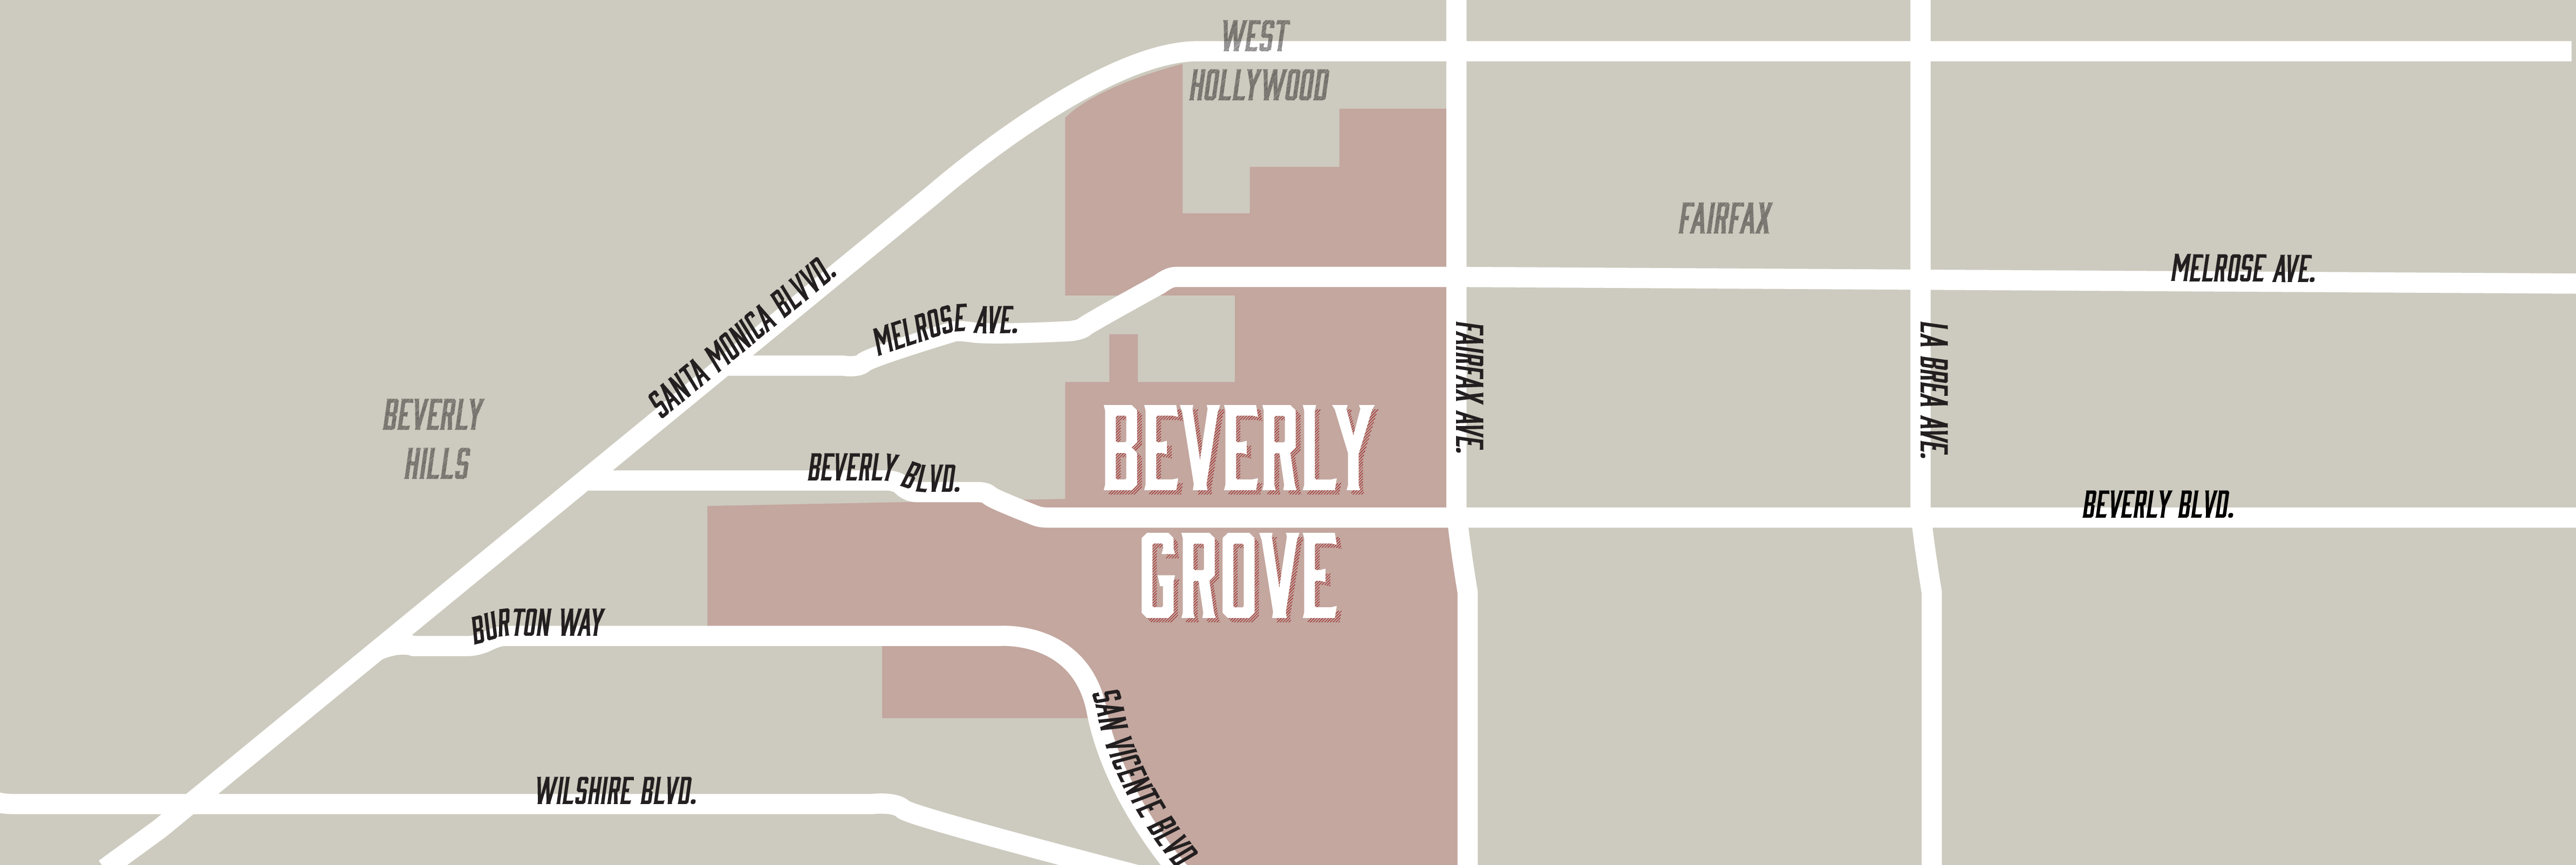 WEST
HOLLYWOOD
FAIRFAX
MELROSE AVE.
SANTA MONICA BLVVD.
MELROSE AVE.
FAIRFAX AVE.
LA BREA AVE.
BEVERLY
HILLS
BEVERLY
GROVE
BEVERLY BLVD.
BEVERLY BLVD.
BURTON WAY
SAN VICENTE BLVD
WILSHIRE BLVD.